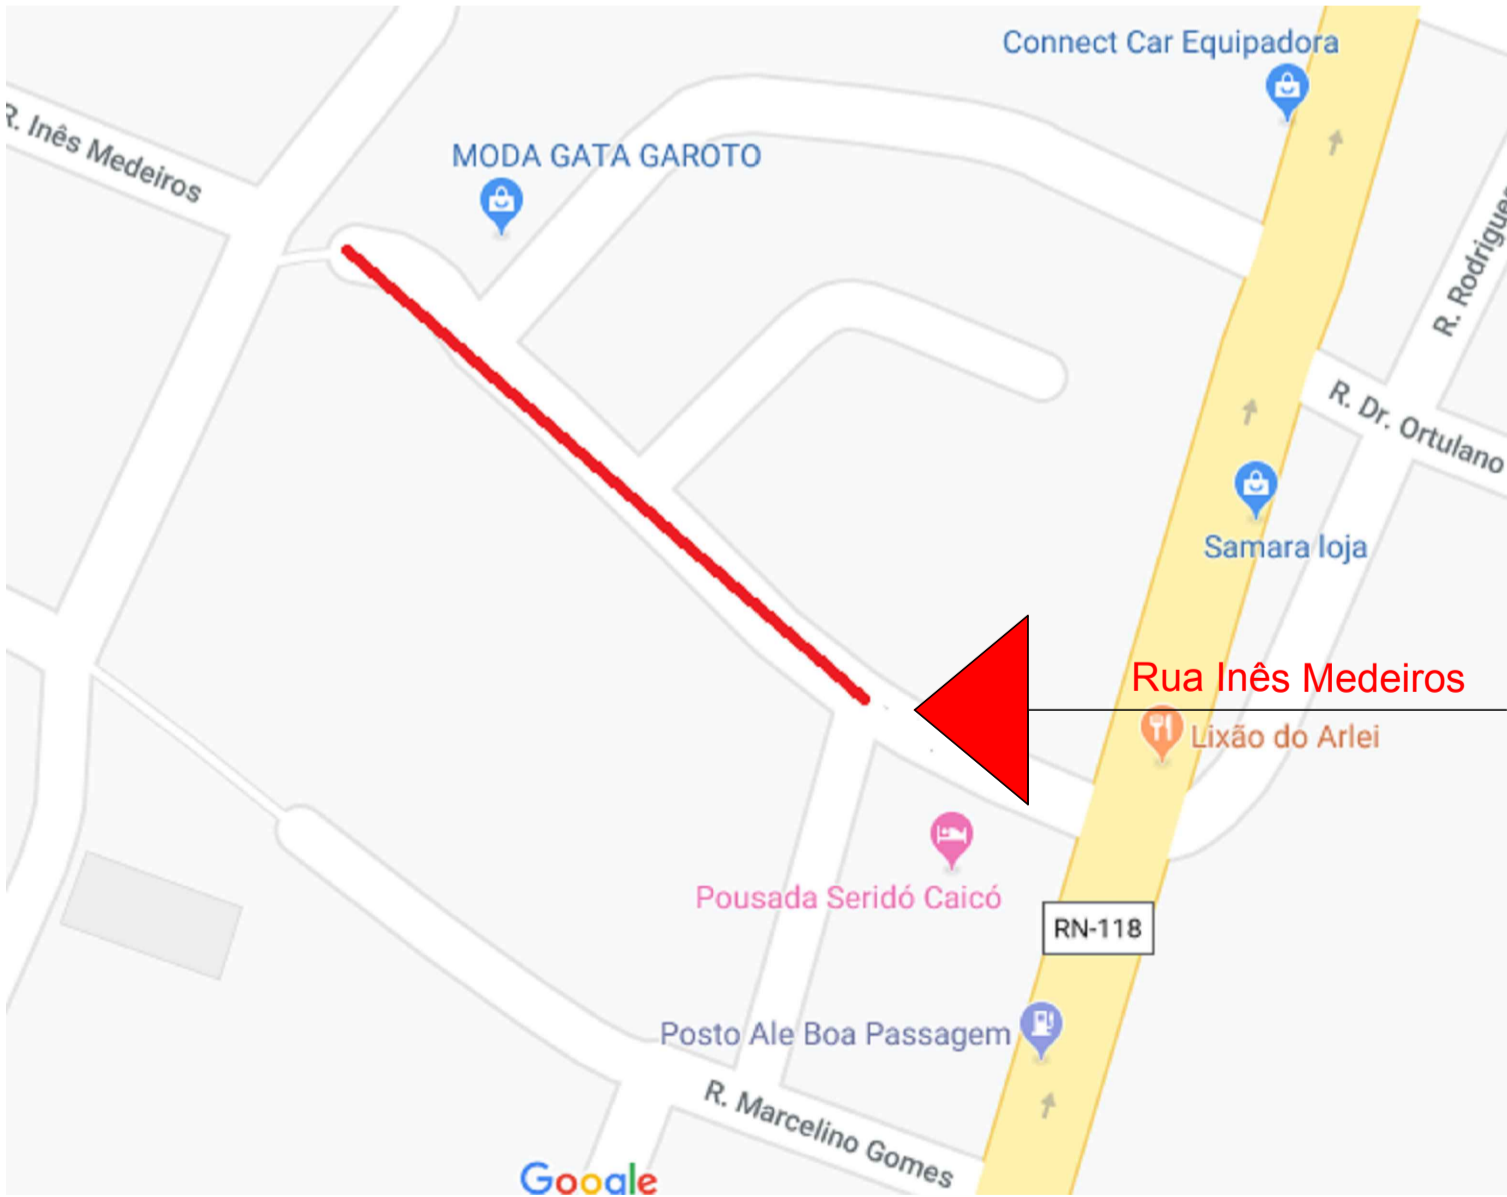 Connect Car Equipadora
R. Inês Medeiros
MODA GATA GAROTO
R. Dr. Ortulano
Samara loja
Rua Inês Medeiros
Lixão do Arlei
Pousada Seridó Caicó
RN-118
Posto Ale Boa Passagem
R. Marcelino Gomes
Google